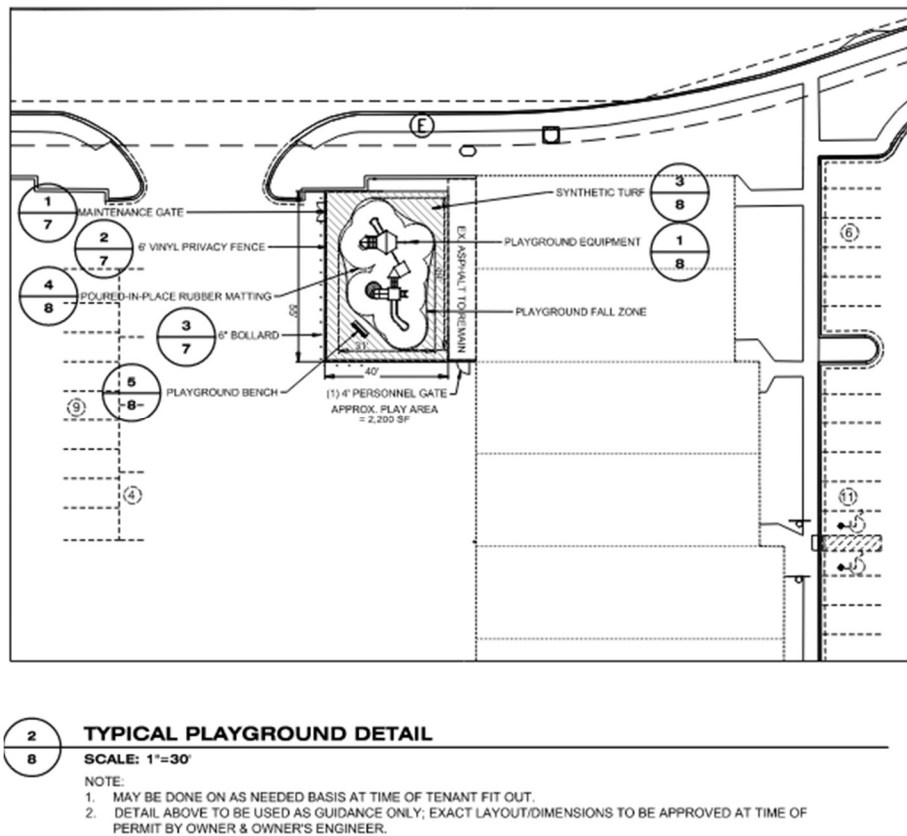 E
1
7
MAINTENANCE GATE
SYNTHETIC TURF
3
8
2
7
6' VINYL PRIVACY FENCE
PLAYGROUND EQUIPMENT
1
8
6
4
8
POURED-IN-PLACE RUBBER MATTING
EX. ASPHALT TO REMAIN
55'
PLAYGROUND FALL ZONE
3
7
6" BOLLARD
31'
40'
5
8
PLAYGROUND BENCH
(1) 4' PERSONNEL GATE
APPROX. PLAY AREA
= 2,200 SF
9
4
11
2
8
TYPICAL PLAYGROUND DETAIL
SCALE: 1"=30'
NOTE:
1. MAY BE DONE ON AS NEEDED BASIS AT TIME OF TENANT FIT OUT.
2. DETAIL ABOVE TO BE USED AS GUIDANCE ONLY; EXACT LAYOUT/DIMENSIONS TO BE APPROVED AT TIME OF
PERMIT BY OWNER & OWNER'S ENGINEER.